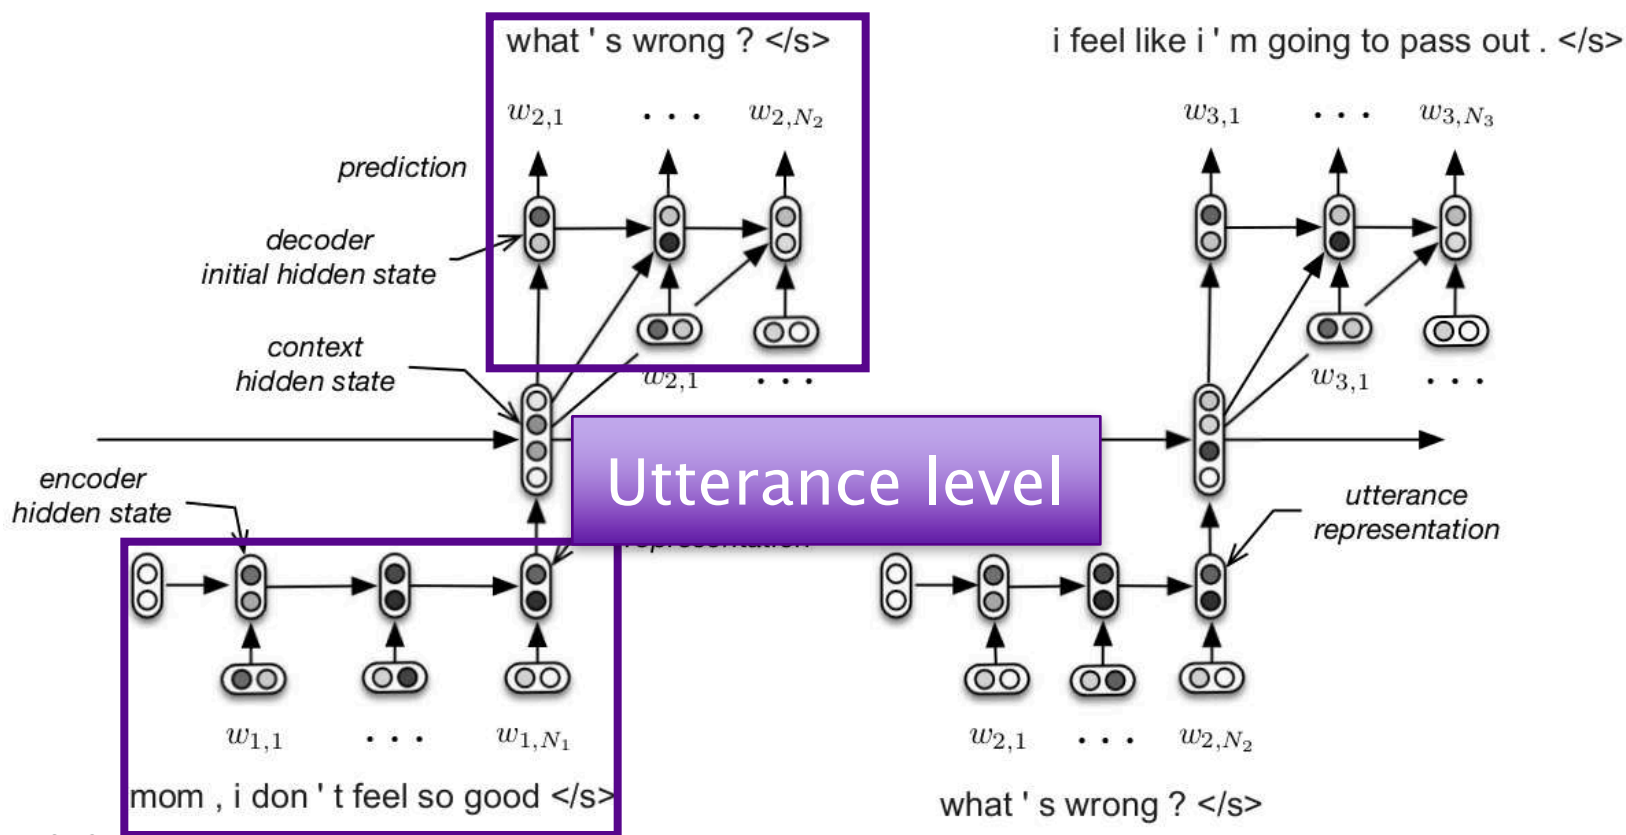 what ' s wrong ? </s>
i feel like i ' m going to pass out . </s>
w2,1 · · · w2,N2
w3,1 · · · w3,N3
prediction
decoder
initial hidden state
context
hidden state
w2,1 · · ·
w3,1 · · ·
Utterance level
encoder
hidden state
utterance
representation
representation
w1,1 · · · w1,N1
w2,1 · · · w2,N2
mom , i don ' t feel so good </s>
what ' s wrong ? </s>